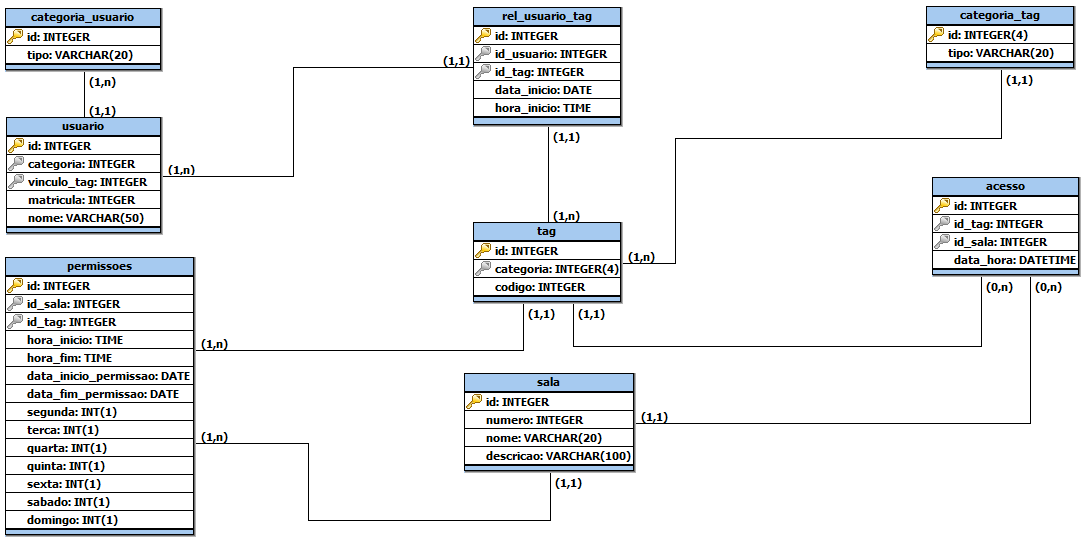 categoria_usuario
id: INTEGER
tipo: VARCHAR(20)
(1,n)
(1,1)
usuario
id: INTEGER
categoria: INTEGER
vinculo_tag: INTEGER
matricula: INTEGER
nome: VARCHAR(50)
(1,n)
rel_usuario_tag
id: INTEGER
id_usuario: INTEGER
id_tag: INTEGER
data_inicio: DATE
hora_inicio: TIME
(1,1)
(1,1)
(1,n)
categoria_tag
id: INTEGER(4)
tipo: VARCHAR(20)
(1,1)
tag
id: INTEGER
categoria: INTEGER(4)
codigo: INTEGER
(1,n)
(1,1)
(1,1)
acesso
id: INTEGER
id_tag: INTEGER
id_sala: INTEGER
data_hora: DATETIME
(0,n)
(0,n)
permissoes
id: INTEGER
id_sala: INTEGER
id_tag: INTEGER
hora_inicio: TIME
hora_fim: TIME
data_inicio_permissao: DATE
data_fim_permissao: DATE
segunda: INT(1)
terca: INT(1)
quarta: INT(1)
quinta: INT(1)
sexta: INT(1)
sabado: INT(1)
domingo: INT(1)
(1,n)
(1,n)
sala
id: INTEGER
numero: INTEGER
nome: VARCHAR(20)
descricao: VARCHAR(100)
(1,1)
(1,1)